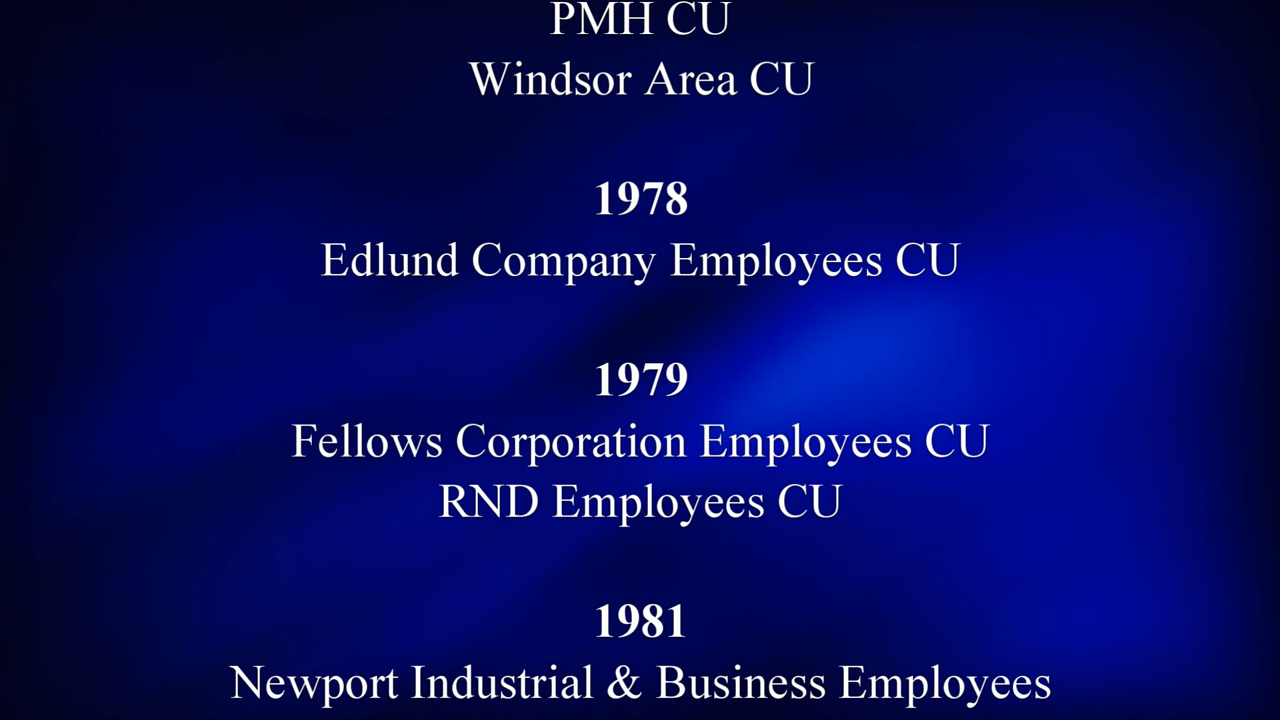 PMH CU
Windsor Area CU
1978
Edlund Company Employees CU
1979
Fellows Corporation Employees CU
RND Employees CU
1981
Newport Industrial & Business Employees